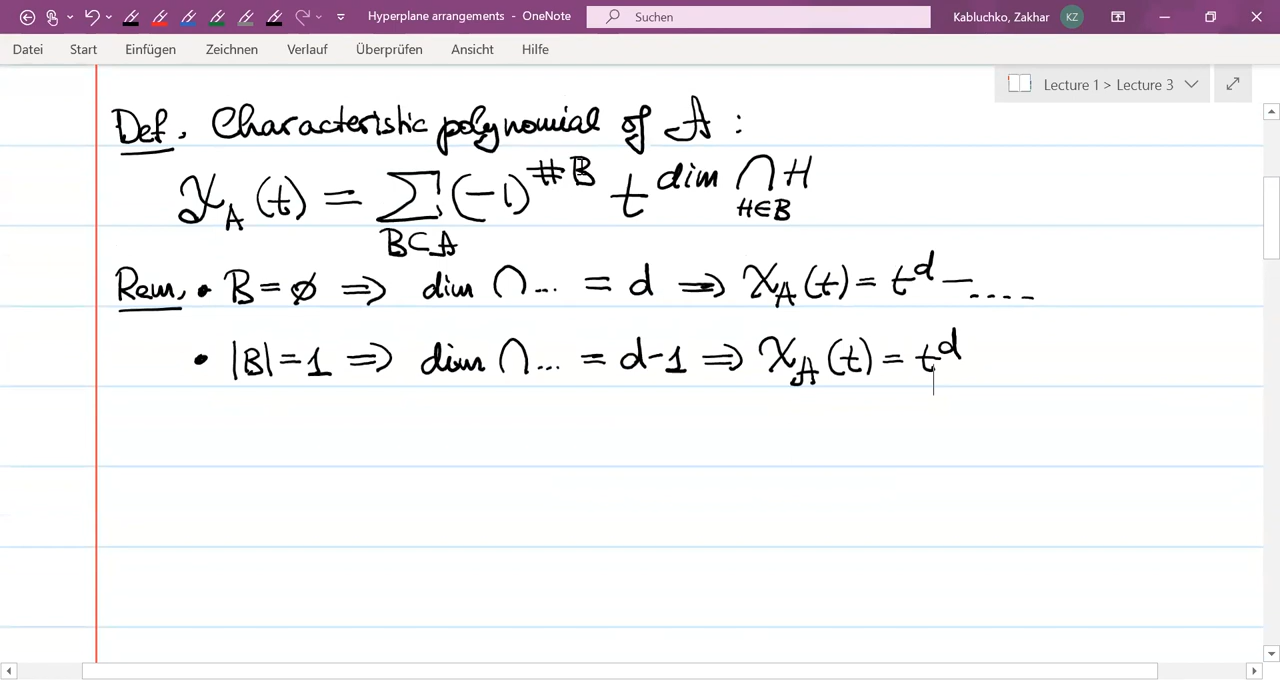 Hyperplane arrangements - OneNote
Suchen
Kabluchko, Zakhar KZ
Datei Start Einfügen Zeichnen Verlauf Überprüfen Ansicht Hilfe
Lecture 1 > Lecture 3
Def. Characteristic polynomial of A :
χ_A (t) = ∑_{B⊂A} (-1)^{#B} t^{dim ⋂_{H∈B} H}
Rem. • B = ∅ ⟹ dim ⋂... = d ⟹ χ_A (t) = t^d - ....
• |B| = 1 ⟹ dim ⋂... = d-1 ⟹ χ_A (t) = t^d